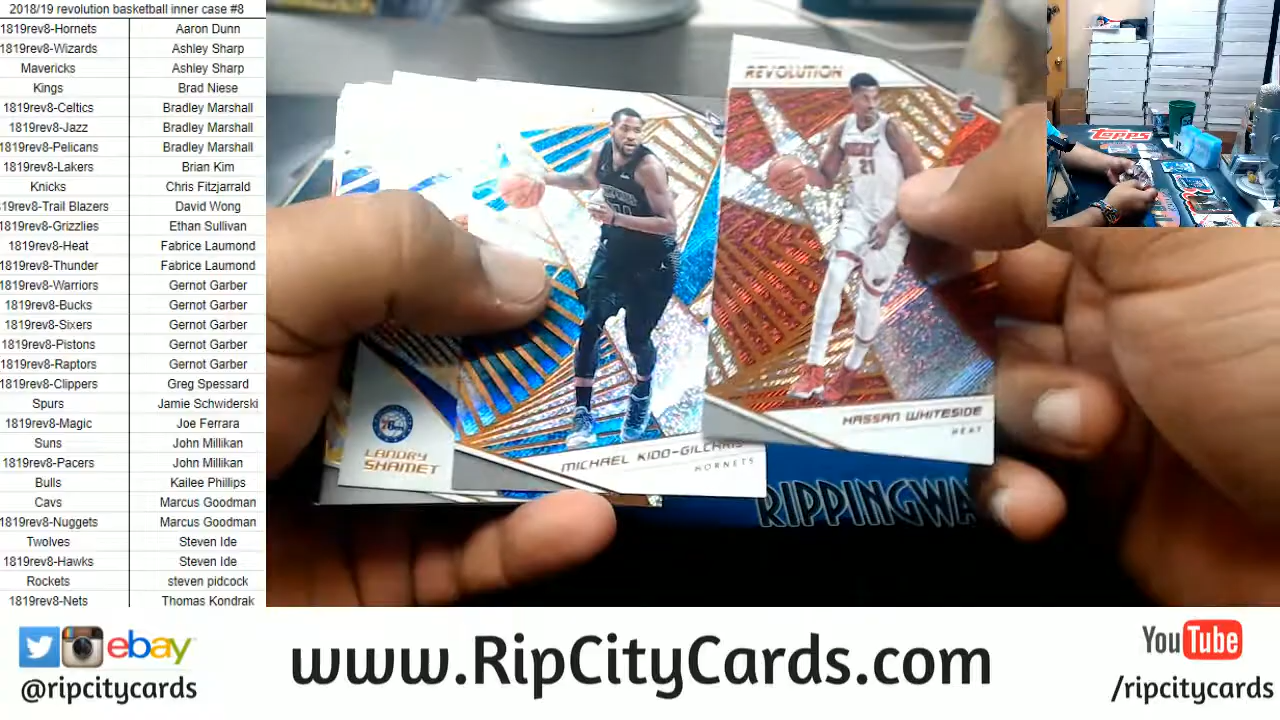 2018/19 revolution basketball inner case #8
1819rev8-Hornets Aaron Dunn
1819rev8-Wizards Ashley Sharp
Mavericks Ashley Sharp
Kings Brad Niese
1819rev8-Celtics Bradley Marshall
1819rev8-Jazz Bradley Marshall
1819rev8-Pelicans Bradley Marshall
1819rev8-Lakers Brian Kim
Knicks Chris Fitzjarrald
819rev8-Trail Blazers David Wong
1819rev8-Grizzlies Ethan Sullivan
1819rev8-Heat Fabrice Laumond
1819rev8-Thunder Fabrice Laumond
1819rev8-Warriors Gernot Garber
1819rev8-Bucks Gernot Garber
1819rev8-Sixers Gernot Garber
1819rev8-Pistons Gernot Garber
1819rev8-Raptors Gernot Garber
1819rev8-Clippers Greg Spessard
Spurs Jamie Schwiderski
1819rev8-Magic Joe Ferrara
Suns John Millikan
1819rev8-Pacers John Millikan
Bulls Kailee Phillips
Cavs Marcus Goodman
1819rev8-Nuggets Marcus Goodman
Twolves Steven Ide
1819rev8-Hawks Steven Ide
Rockets steven pidcock
1819rev8-Nets Thomas Kondrak
REVOLUTION
HEAT
21
HASSAN WHITESIDE
HEAT
MICHAEL KIDD-GILCHRIS
HORNETS
76
LANDRY
SHAMET
RIPPINGWA
TOPPS
ebay
@ripcitycards
www.RipCityCards.com
YouTube
/ripcitycards